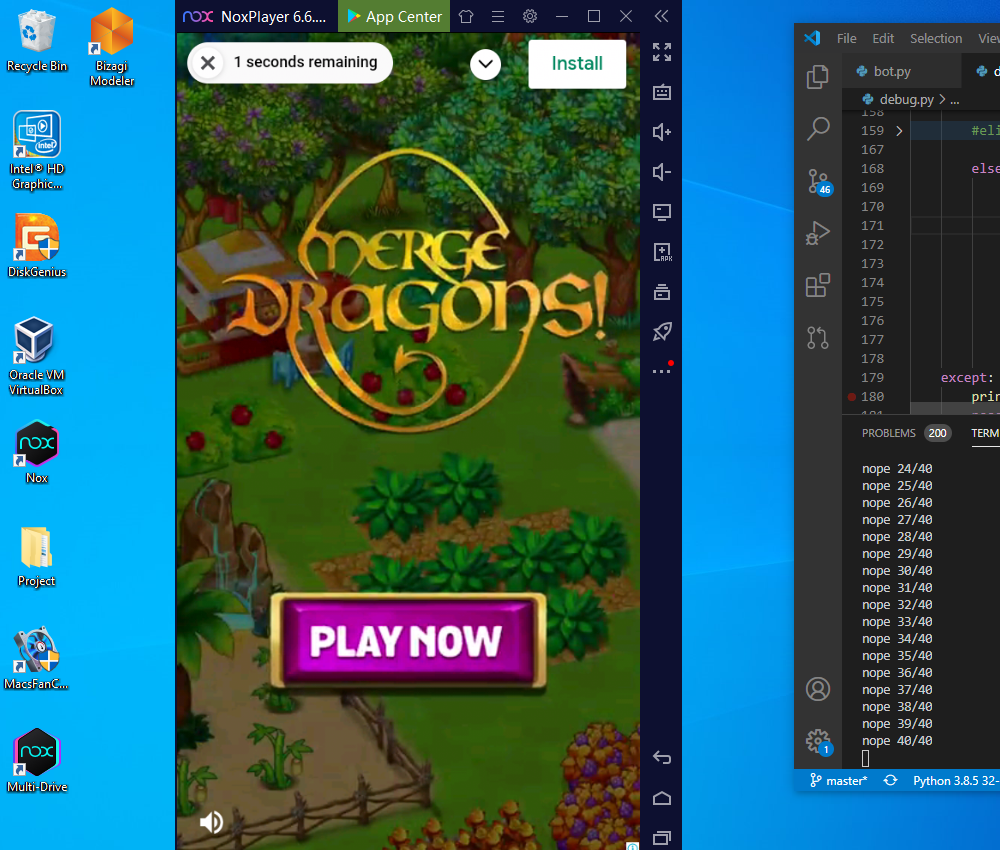 Recycle Bin
Bizagi
Modeler
Intel® HD
Graphic...
DiskGenius
Oracle VM
VirtualBox
Nox
Project
MacsFanC...
Multi-Drive
nox NoxPlayer 6.6....
App Center
1 seconds remaining
Install
MERGE
DRAGONS!
PLAY NOW
File Edit Selection View
bot.py
debug.py > ...
158
159 #eli
167
168 else
169
170
171
172
173
174
175
176
177
178
179 except:
180 prin
181
46
1
PROBLEMS 200 TERM
nope 24/40
nope 25/40
nope 26/40
nope 27/40
nope 28/40
nope 29/40
nope 30/40
nope 31/40
nope 32/40
nope 33/40
nope 34/40
nope 35/40
nope 36/40
nope 37/40
nope 38/40
nope 39/40
nope 40/40
master* Python 3.8.5 32-